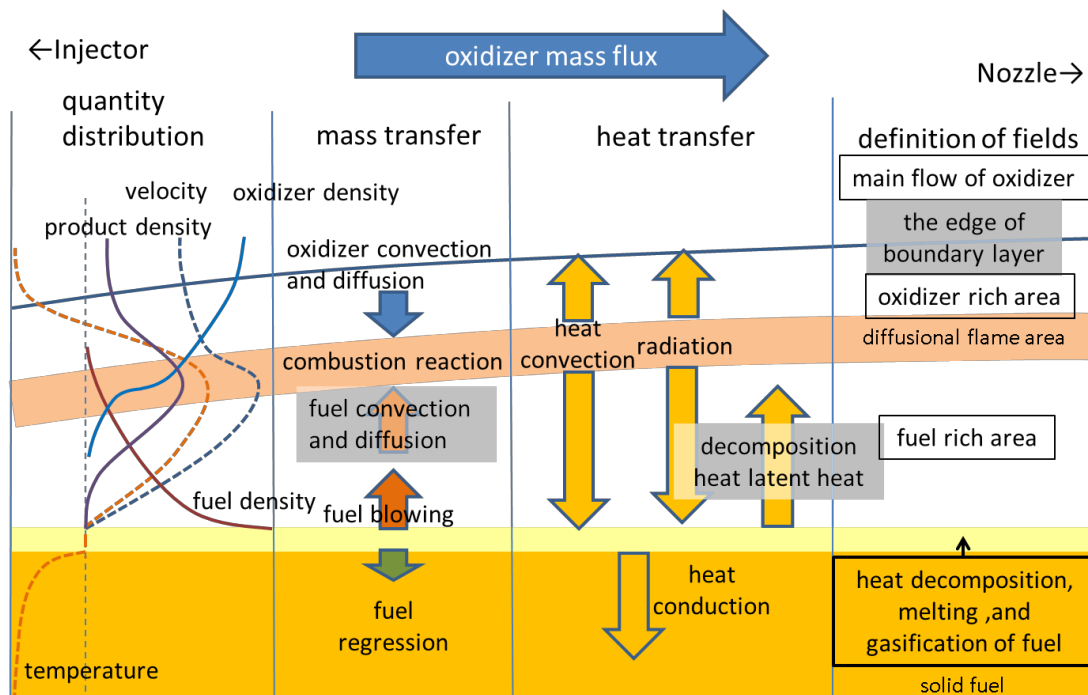 ←Injector
oxidizer mass flux
Nozzle→
quantity
distribution
mass transfer
heat transfer
definition of fields
velocity
oxidizer density
product density
fuel density
temperature
oxidizer convection
and diffusion
combustion reaction
fuel convection
and diffusion
fuel blowing
fuel
regression
heat
convection
radiation
decomposition
heat latent heat
heat
conduction
main flow of oxidizer
the edge of
boundary layer
oxidizer rich area
diffusional flame area
fuel rich area
heat decomposition,
melting ,and
gasification of fuel
solid fuel